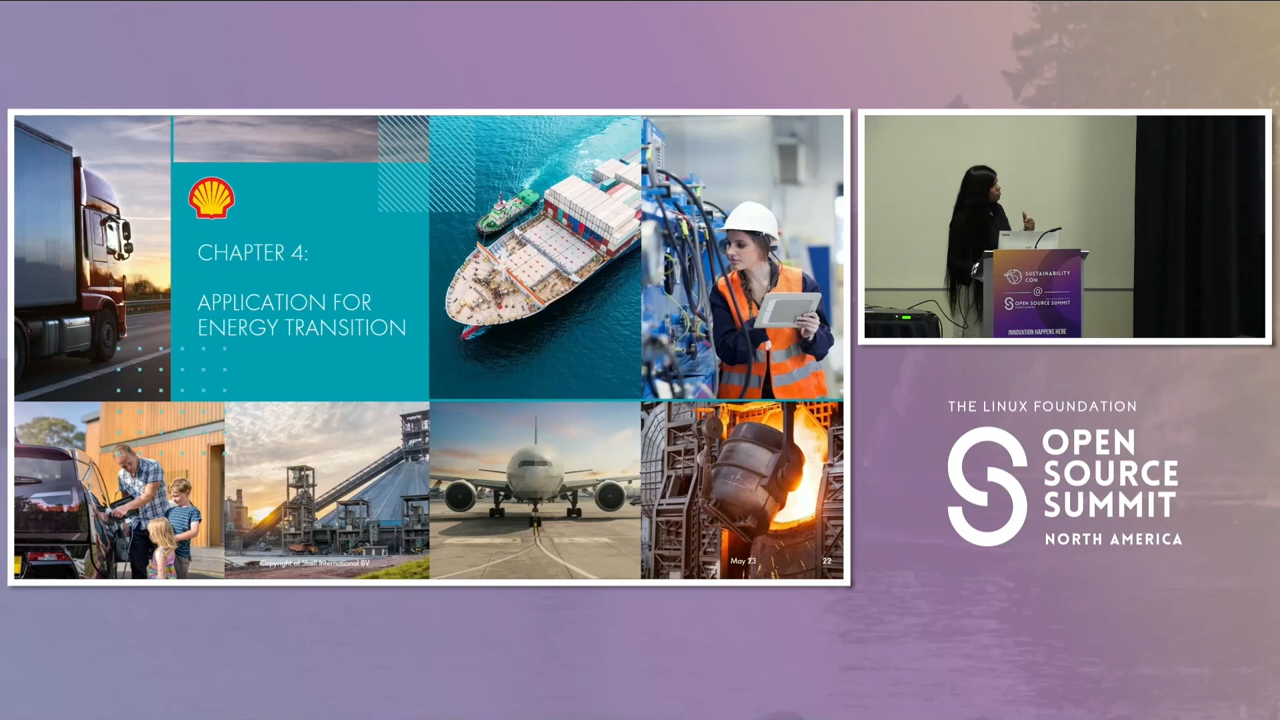 CHAPTER 4:
APPLICATION FOR
ENERGY TRANSITION
Copyright of Shell International BV
May 23
22
SUSTAINABILITY
CON
@
OPEN SOURCE SUMMIT
INNOVATION HAPPENS HERE
THE LINUX FOUNDATION
OPEN
SOURCE
SUMMIT
NORTH AMERICA